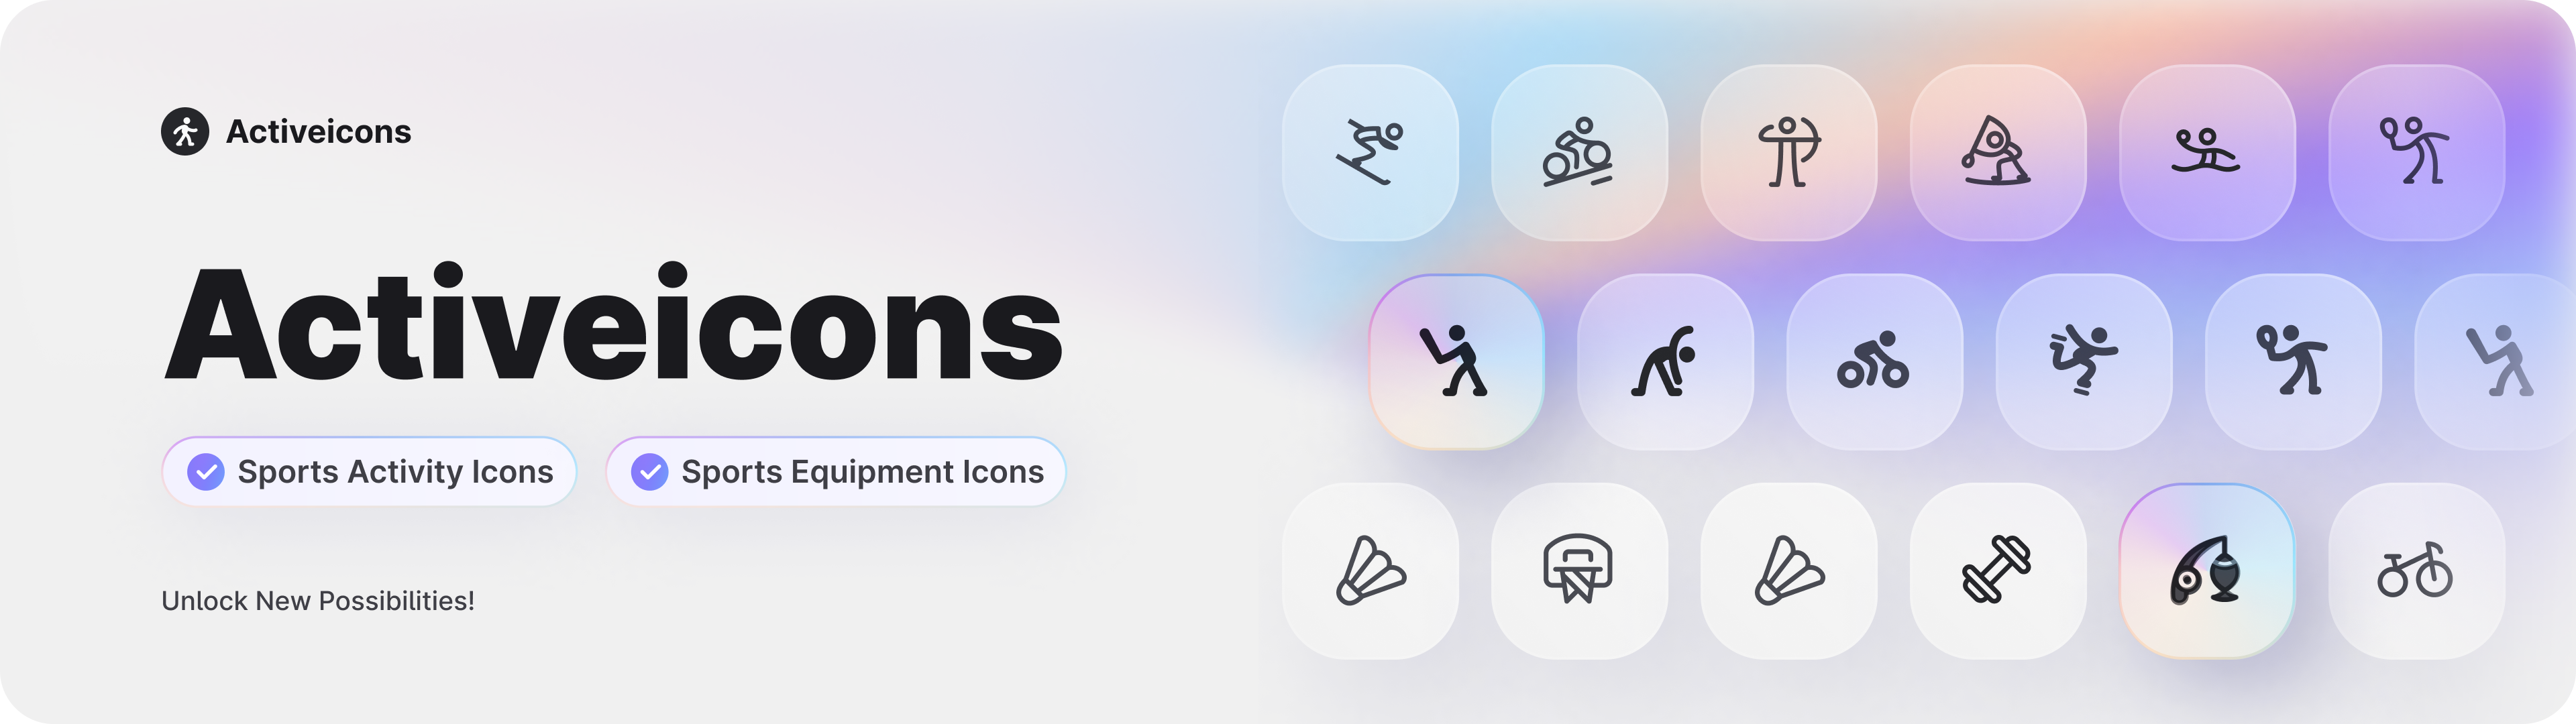 Activeicons
Activeicons
Sports Activity Icons
Sports Equipment Icons
Unlock New Possibilities!